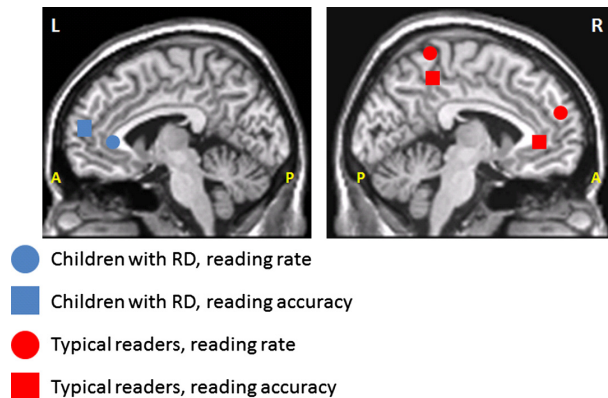 L
R
A
P
P
A
Children with RD, reading rate
Children with RD, reading accuracy
Typical readers, reading rate
Typical readers, reading accuracy